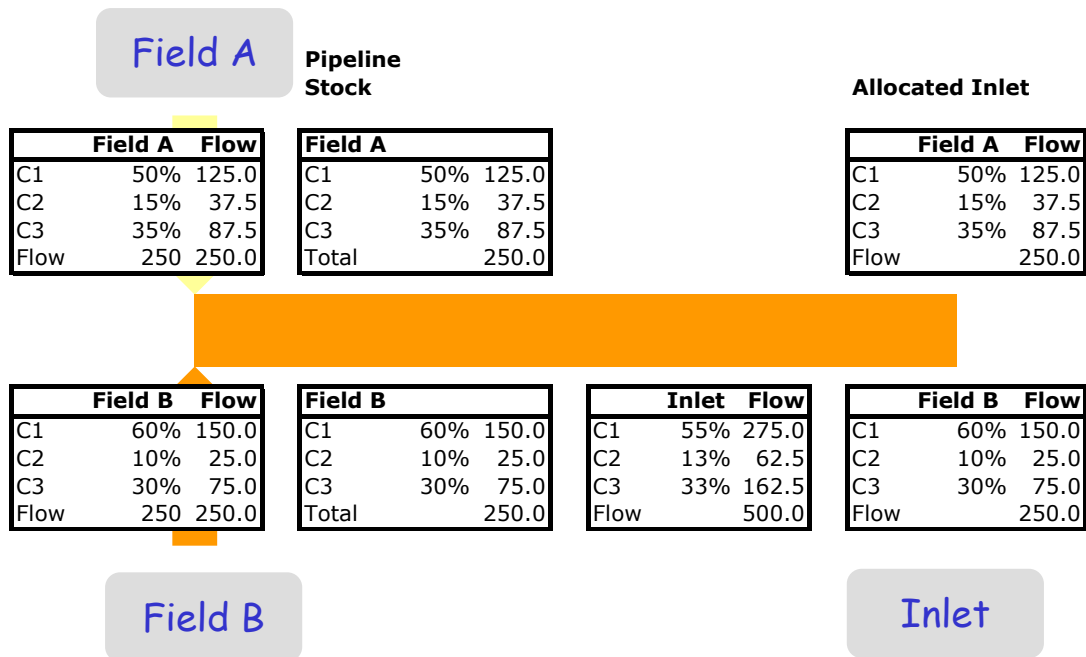 Field A
Pipeline
Stock
Allocated Inlet
Field A Flow
C1 50% 125.0
C2 15% 37.5
C3 35% 87.5
Flow 250 250.0
Field A
C1 50% 125.0
C2 15% 37.5
C3 35% 87.5
Total 250.0
Field A Flow
C1 50% 125.0
C2 15% 37.5
C3 35% 87.5
Flow 250.0
Field B Flow
C1 60% 150.0
C2 10% 25.0
C3 30% 75.0
Flow 250 250.0
Field B
C1 60% 150.0
C2 10% 25.0
C3 30% 75.0
Total 250.0
Inlet Flow
C1 55% 275.0
C2 13% 62.5
C3 33% 162.5
Flow 500.0
Field B Flow
C1 60% 150.0
C2 10% 25.0
C3 30% 75.0
Flow 250.0
Field B
Inlet